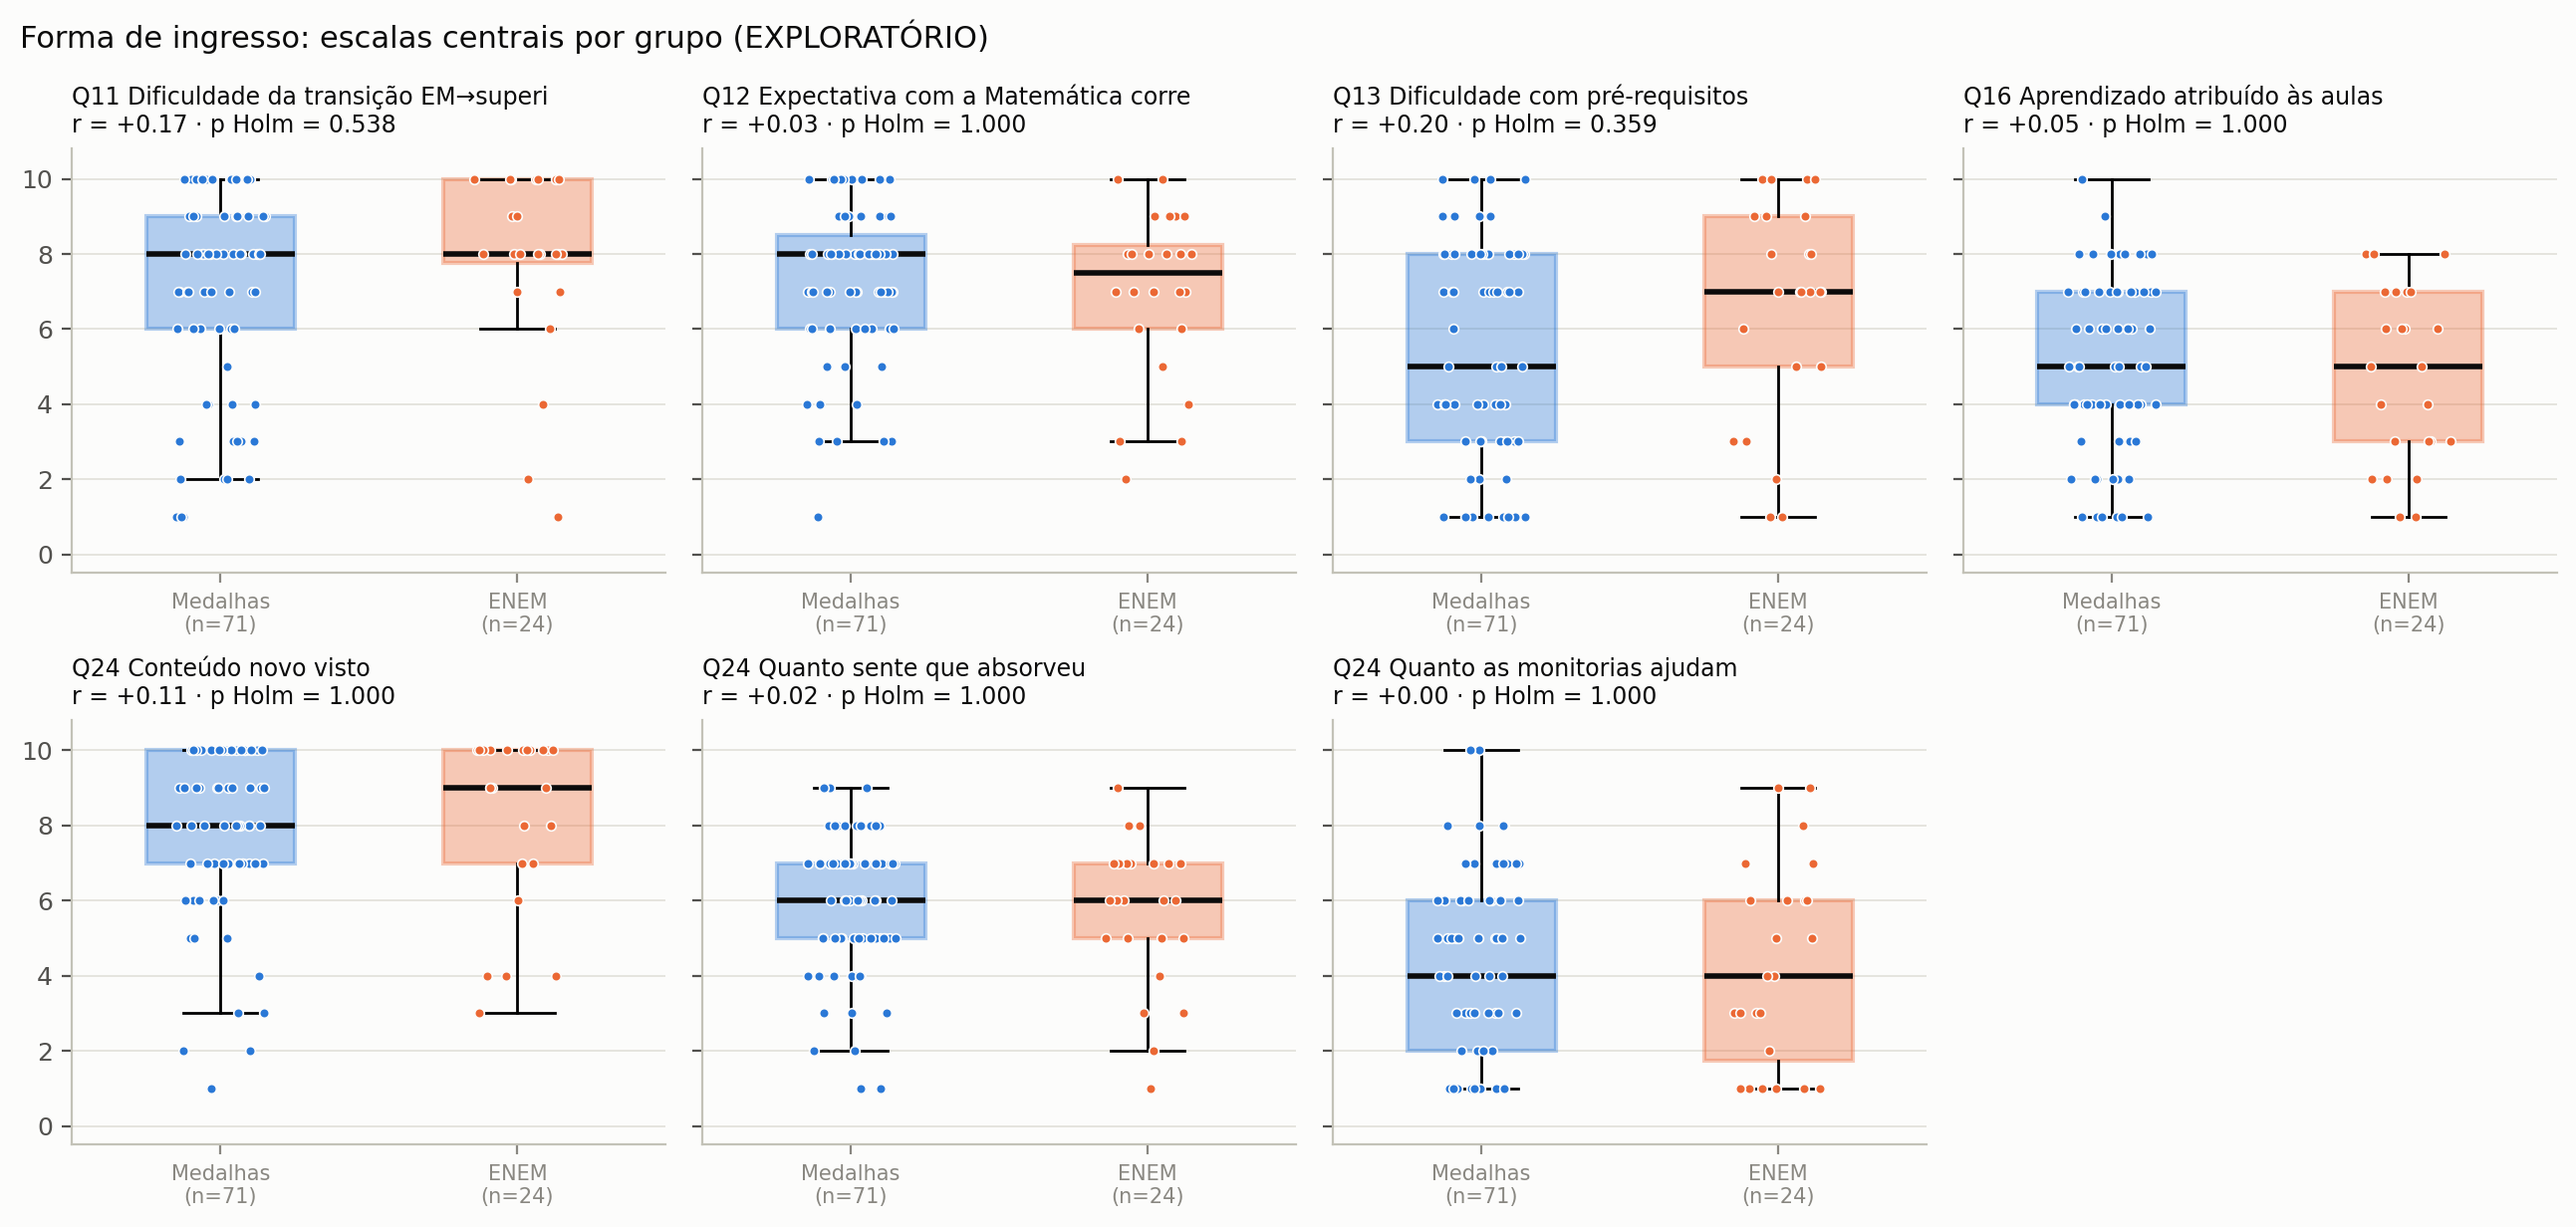 Forma de ingresso: escalas centrais por grupo (EXPLORATÓRIO)
Q11 Dificuldade da transição EM→superi
r = +0.17 · p Holm = 0.538
Q12 Expectativa com a Matemática corre
r = +0.03 · p Holm = 1.000
Q13 Dificuldade com pré-requisitos
r = +0.20 · p Holm = 0.359
Q16 Aprendizado atribuído às aulas
r = +0.05 · p Holm = 1.000
10
8
6
4
2
0
Medalhas
(n=71)
ENEM
(n=24)
Medalhas
(n=71)
ENEM
(n=24)
Medalhas
(n=71)
ENEM
(n=24)
Medalhas
(n=71)
ENEM
(n=24)
Q24 Conteúdo novo visto
r = +0.11 · p Holm = 1.000
Q24 Quanto sente que absorveu
r = +0.02 · p Holm = 1.000
Q24 Quanto as monitorias ajudam
r = +0.00 · p Holm = 1.000
10
8
6
4
2
0
Medalhas
(n=71)
ENEM
(n=24)
Medalhas
(n=71)
ENEM
(n=24)
Medalhas
(n=71)
ENEM
(n=24)